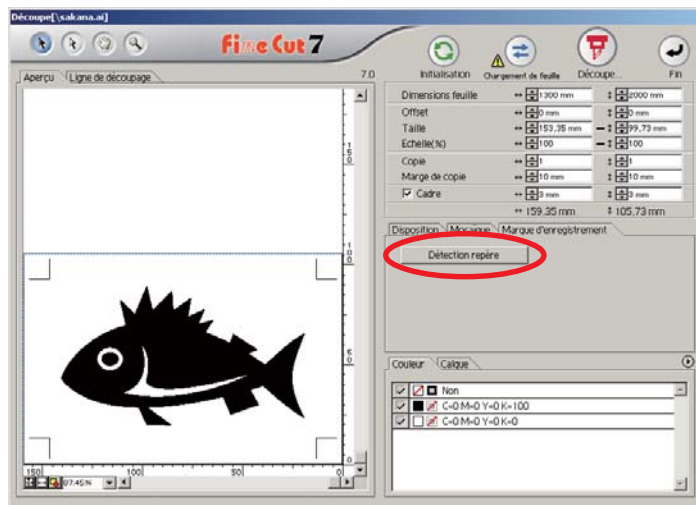 Découpe[\sakana.ai]
Fine Cut 7
Initialisation
Chargement de feuille
Découpe...
Fin
Aperçu
Ligne de découpage
7.0
Dimensions feuille 1300 mm 2000 mm
Offset 0 mm 0 mm
Taille 153,35 mm 99,73 mm
Echelle(%) 100 100
Copie 1 1
Marge de copie 10 mm 10 mm
Cadre 3 mm 3 mm
159.35 mm 105.73 mm
Disposition Mosaique Marque d'enregistrement
Détection repère
Couleur Calque
Non
C=0 M=0 Y=0 K=100
C=0 M=0 Y=0 K=0
150 100 50 0